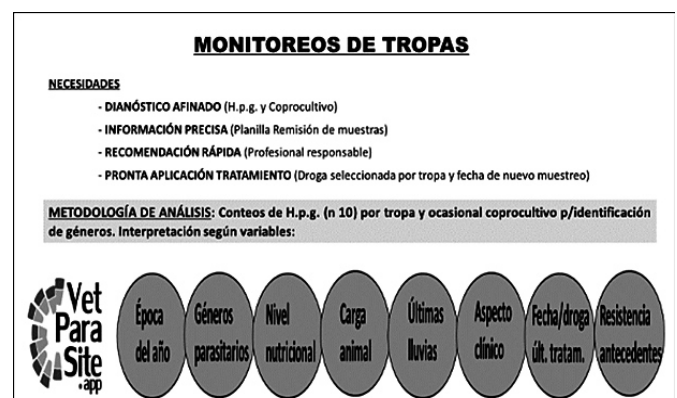 MONITOREOS DE TROPAS
NECESIDADES
- DIANÓSTICO AFINADO (H.p.g. y Coprocultivo)
- INFORMACIÓN PRECISA (Planilla Remisión de muestras)
- RECOMENDACIÓN RÁPIDA (Profesional responsable)
- PRONTA APLICACIÓN TRATAMIENTO (Droga seleccionada por tropa y fecha de nuevo muestreo)
METODOLOGÍA DE ANÁLISIS: Conteos de H.p.g. (n 10) por tropa y ocasional coprocultivo p/identificación
de géneros. Interpretación según variables:
Vet
Para
Site
.app
Época
del año
Géneros
parasitarios
Nivel
nutricional
Carga
animal
Últimas
lluvias
Aspecto
clínico
Fecha/droga
últ. tratam.
Resistencia
antecedentes